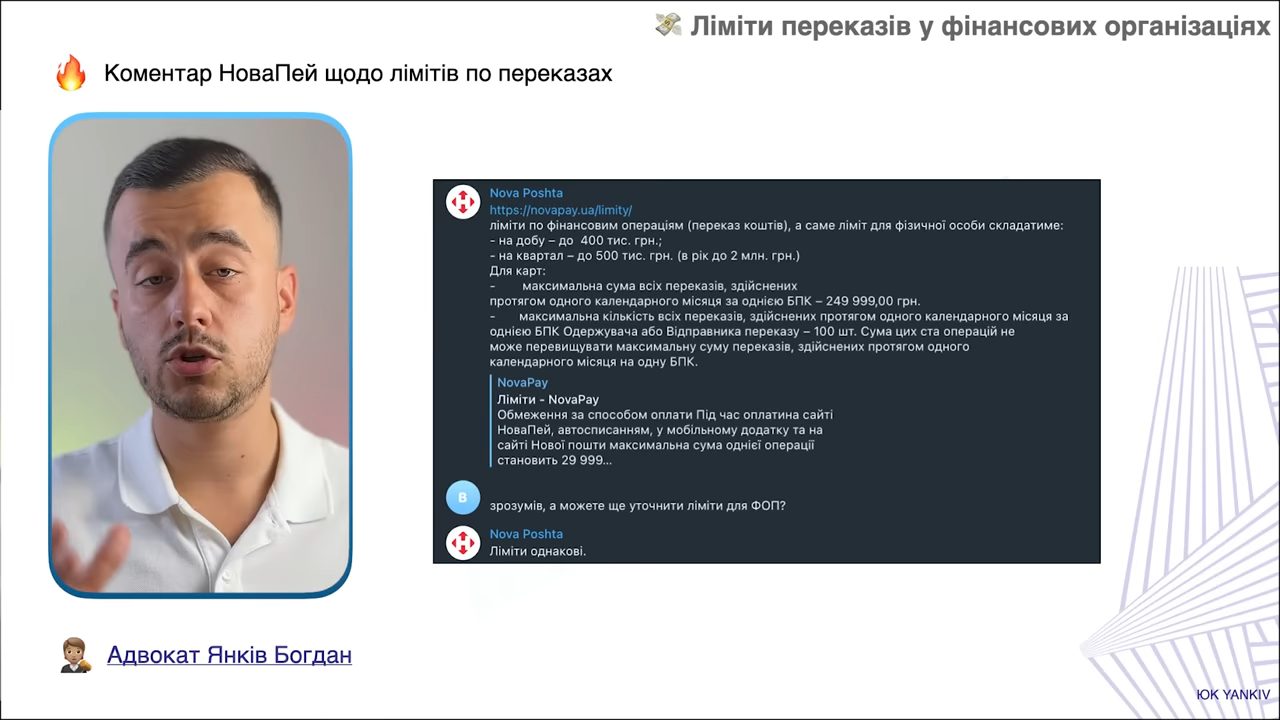 Ліміти переказів у фінансових організаціях
Коментар НоваПей щодо лімітів по переказах
Nova Poshta
https://novapay.ua/limity/
ліміти по фінансовим операціям (переказ коштів), а саме ліміт для фізичної особи складатиме:
- на добу – до 400 тис. грн.;
- на квартал – до 500 тис. грн. (в рік до 2 млн. грн.)
Для карт:
- максимальна сума всіх переказів, здійснених
протягом одного календарного місяця за однією БПК – 249 999,00 грн.
- максимальна кількість всіх переказів, здійснених протягом одного календарного місяця за
однією БПК Одержувача або Відправника переказу – 100 шт. Сума цих ста операцій не
може перевищувати максимальну суму переказів, здійснених протягом одного
календарного місяця на одну БПК.
NovaPay
Ліміти - NovaPay
Обмеження за способом оплати Під час оплатина сайті
НоваПей, автосписанням, у мобільному додатку та на
сайті Нової пошти максимальна сума однієї операції
становить 29 999...
В
зрозумів, а можете ще уточнити ліміти для ФОП?
Nova Poshta
Ліміти однакові.
Адвокат Янків Богдан
ЮК YANKIV